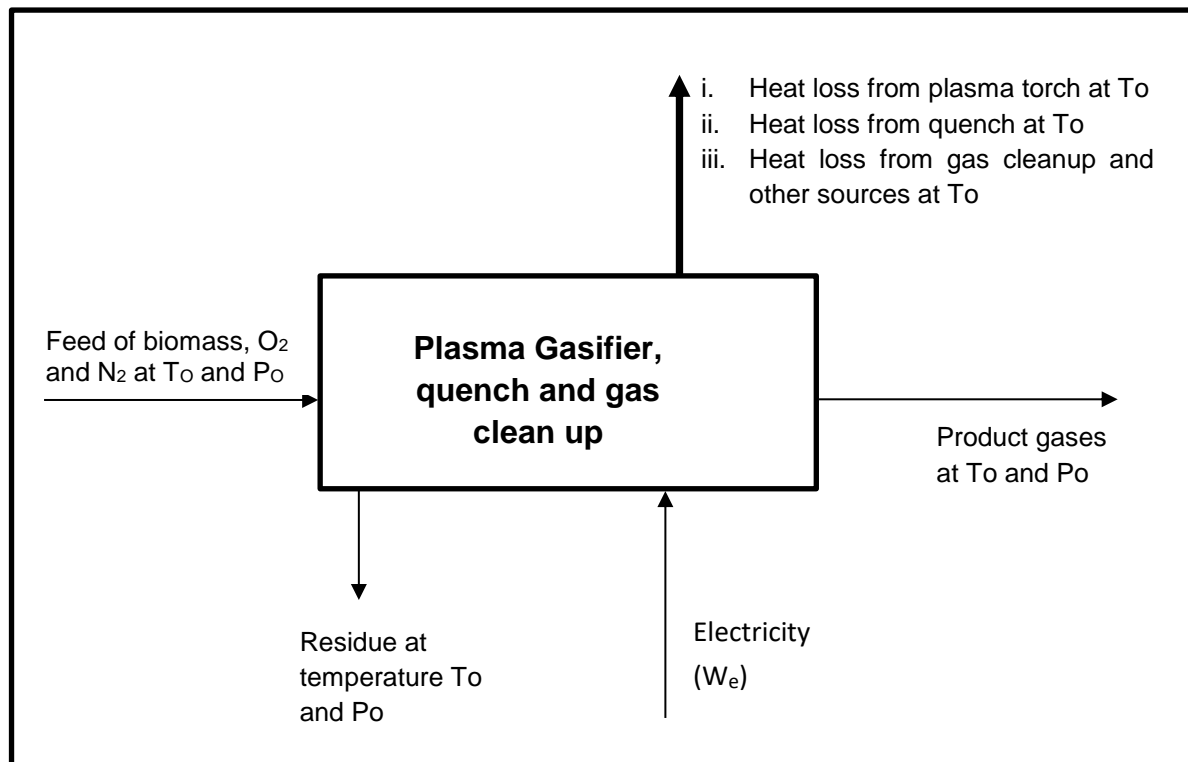 i. Heat loss from plasma torch at To
ii. Heat loss from quench at To
iii. Heat loss from gas cleanup and
other sources at To
Feed of biomass, O2
and N2 at TO and PO
Plasma Gasifier,
quench and gas
clean up
Product gases
at To and Po
Residue at
temperature To
and Po
Electricity
(We)